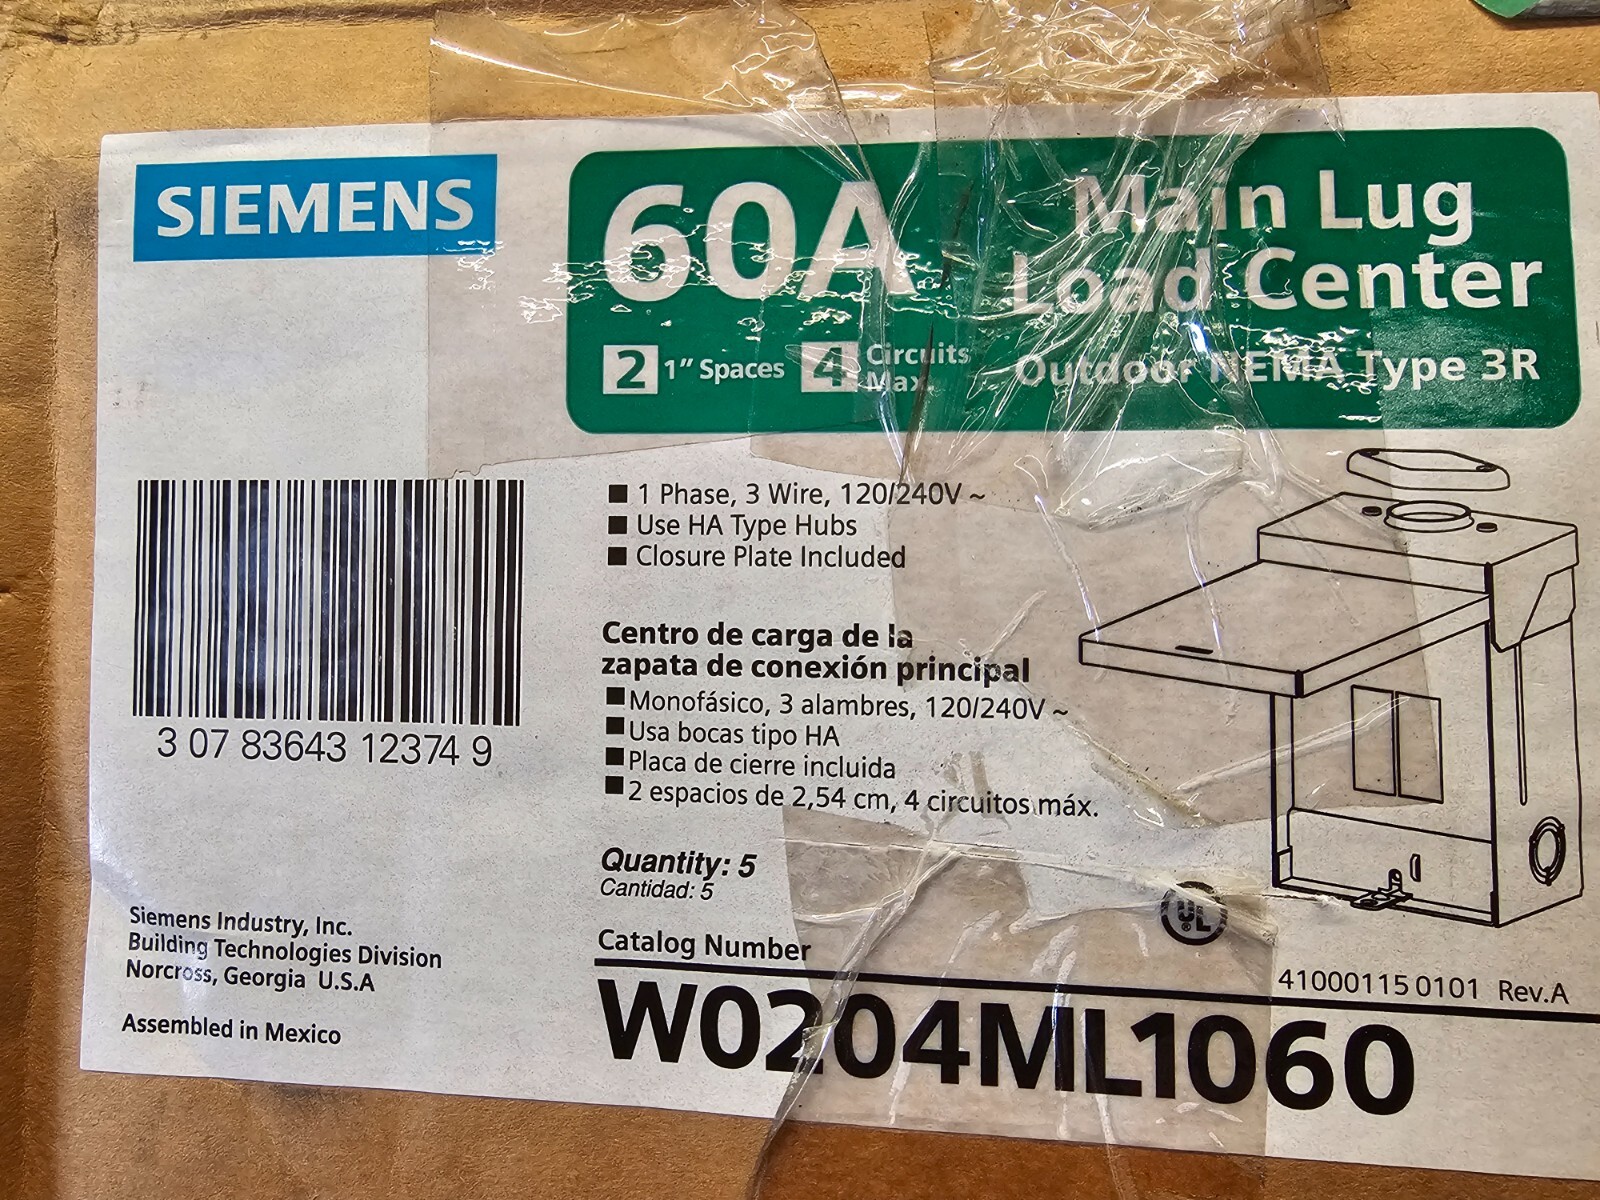 SIEMENS
60A
Main Lug
Load Center
2 1" Spaces 4 Circuits
Max.
Outdoor NEMA Type 3R
1 Phase, 3 Wire, 120/240V ~
Use HA Type Hubs
Closure Plate Included
Centro de carga de la
zapata de conexión principal
Monofásico, 3 alambres, 120/240V ~
Usa bocas tipo HA
Placa de cierre incluida
2 espacios de 2,54 cm, 4 circuitos máx.
3 07 83643 12374 9
Quantity: 5
Cantidad: 5
Siemens Industry, Inc.
Building Technologies Division
Norcross, Georgia U.S.A
Assembled in Mexico
UL
Catalog Number
41000115 0101 Rev.A
W0204ML1060